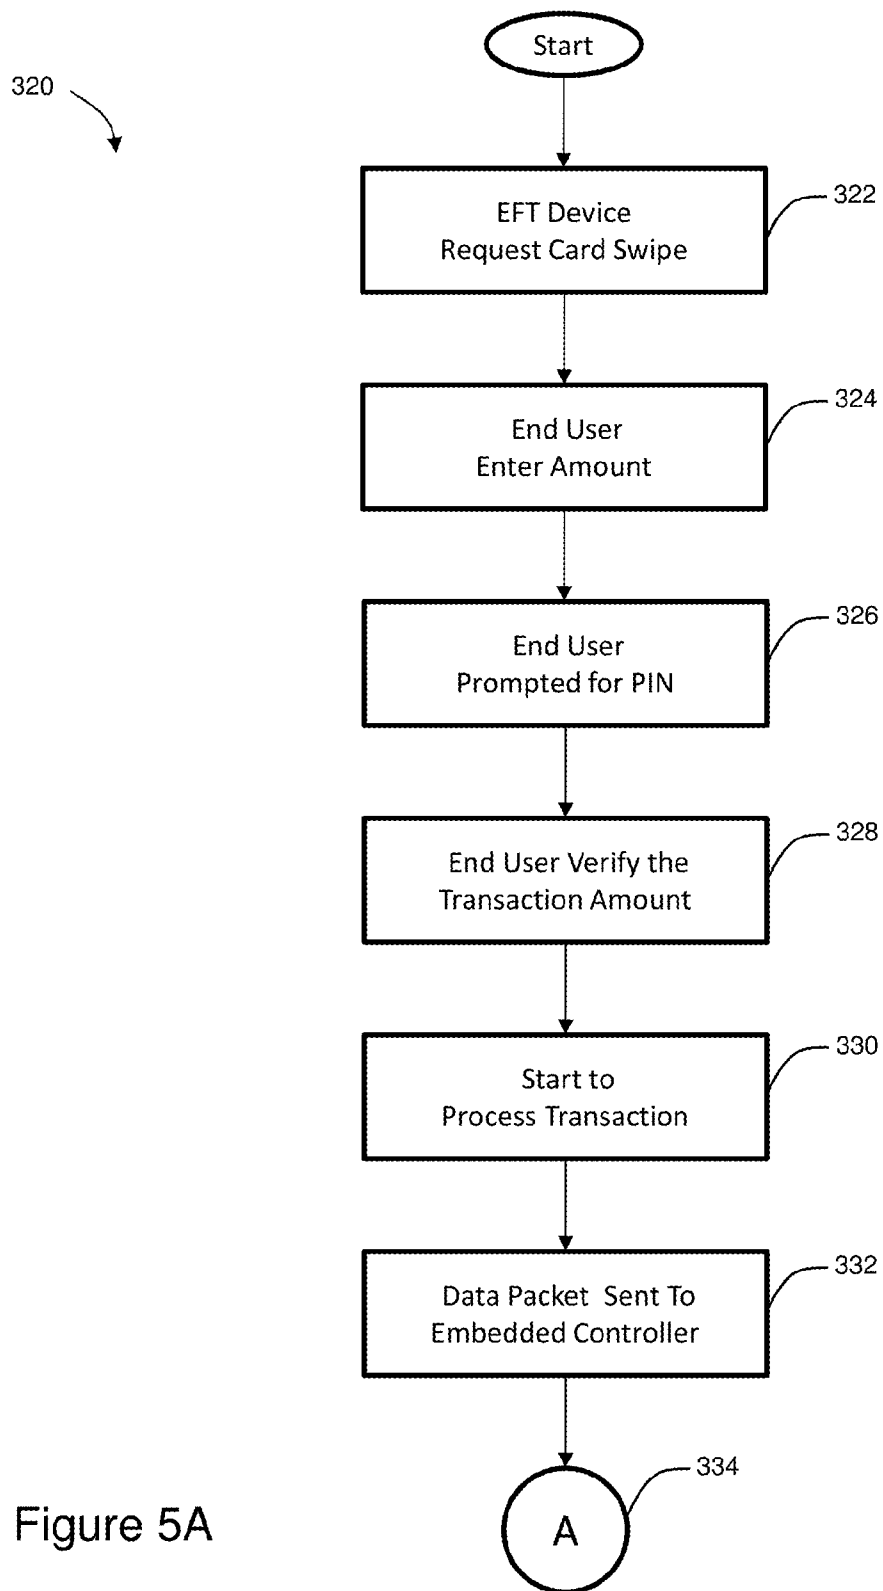 Start
320
EFT Device
Request Card Swipe
322
End User
Enter Amount
324
End User
Prompted for PIN
326
End User Verify the
Transaction Amount
328
Start to
Process Transaction
330
Data Packet Sent To
Embedded Controller
332
A
334
Figure 5A